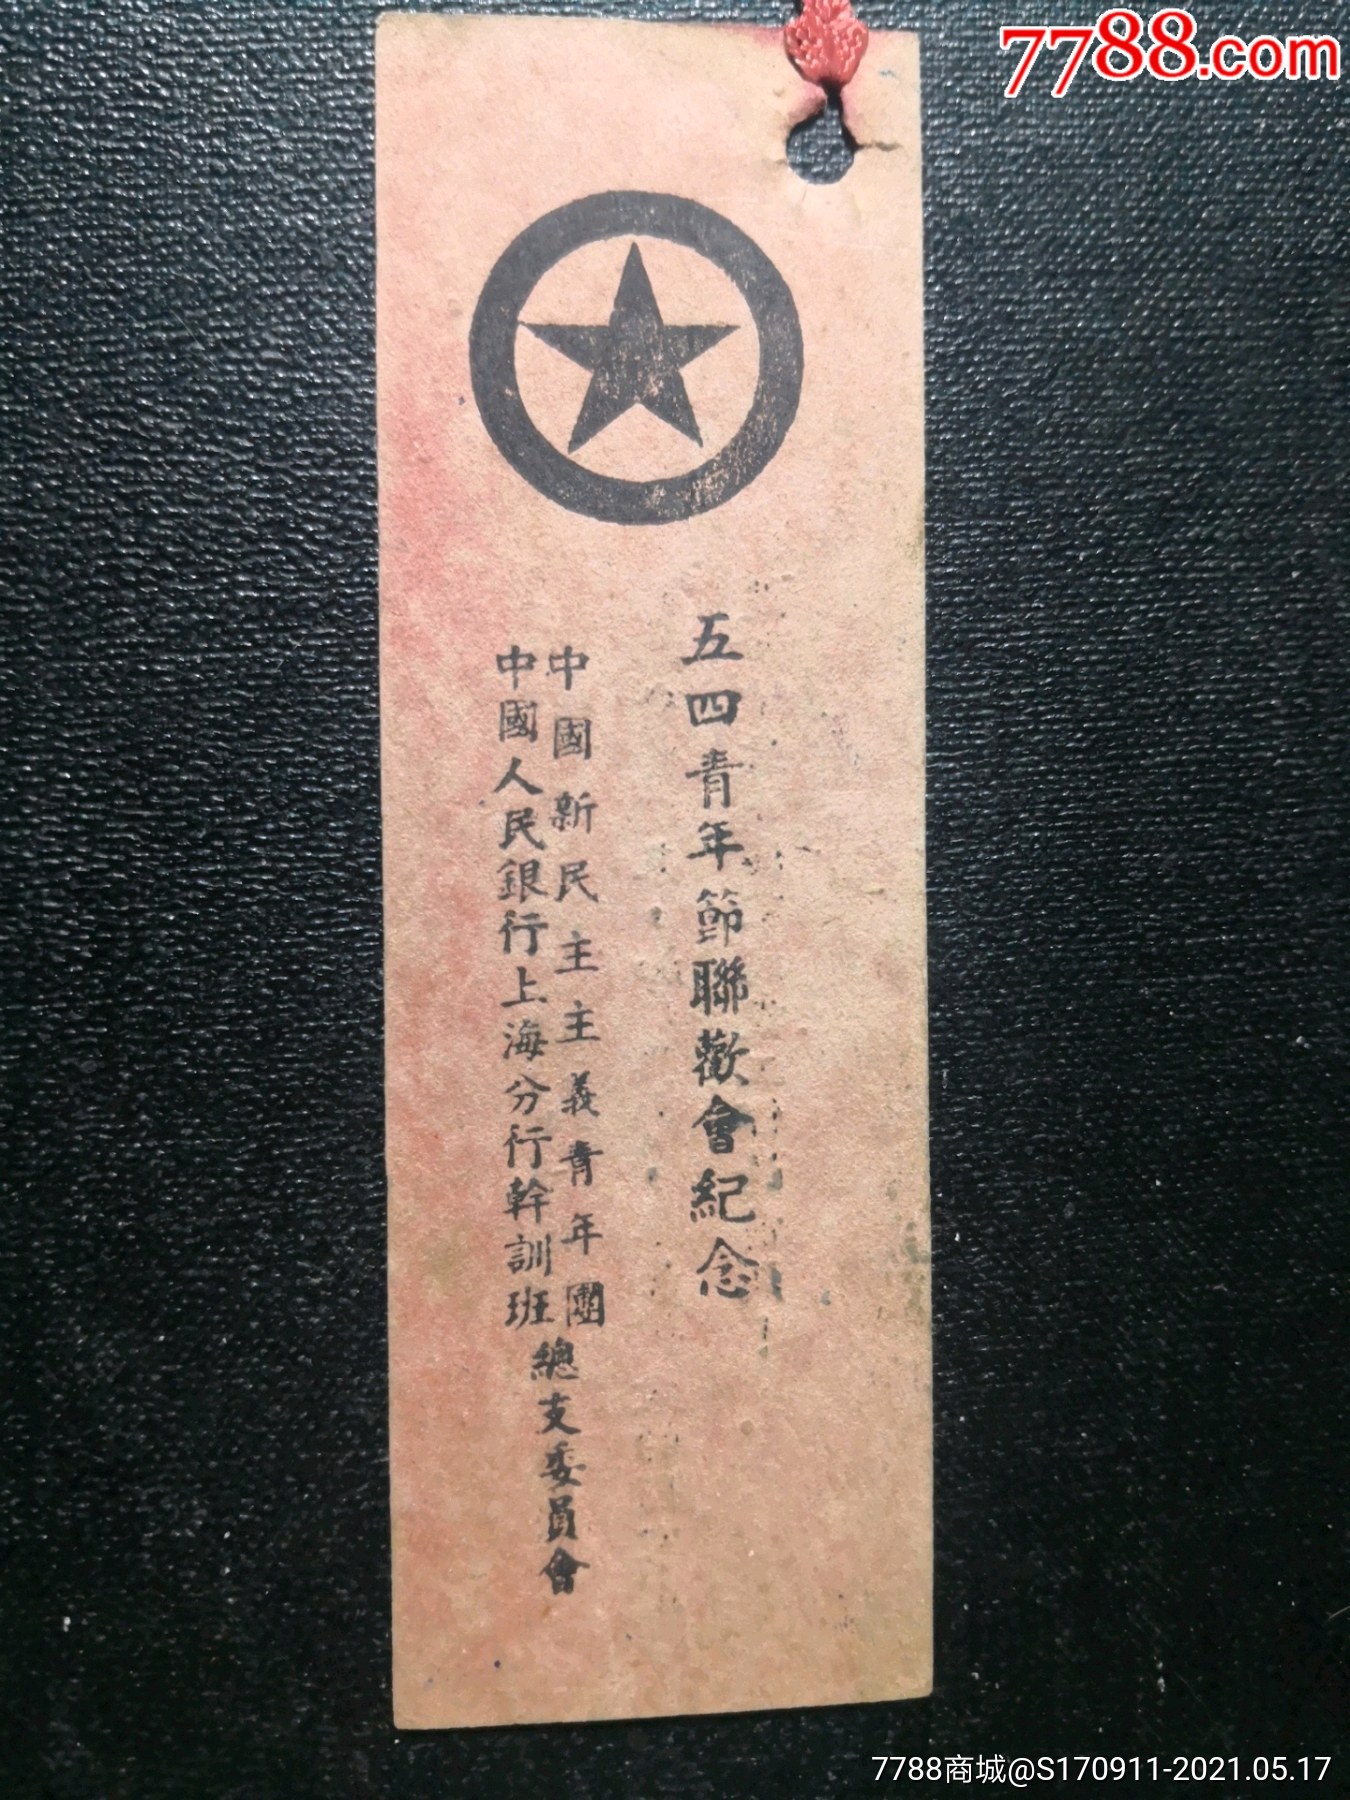 7788.com
五四青年節聯歡會紀念
中國新民主主義青年團
中國人民銀行上海分行幹訓班
總支委員會
7788商城@S170911-2021.05.17